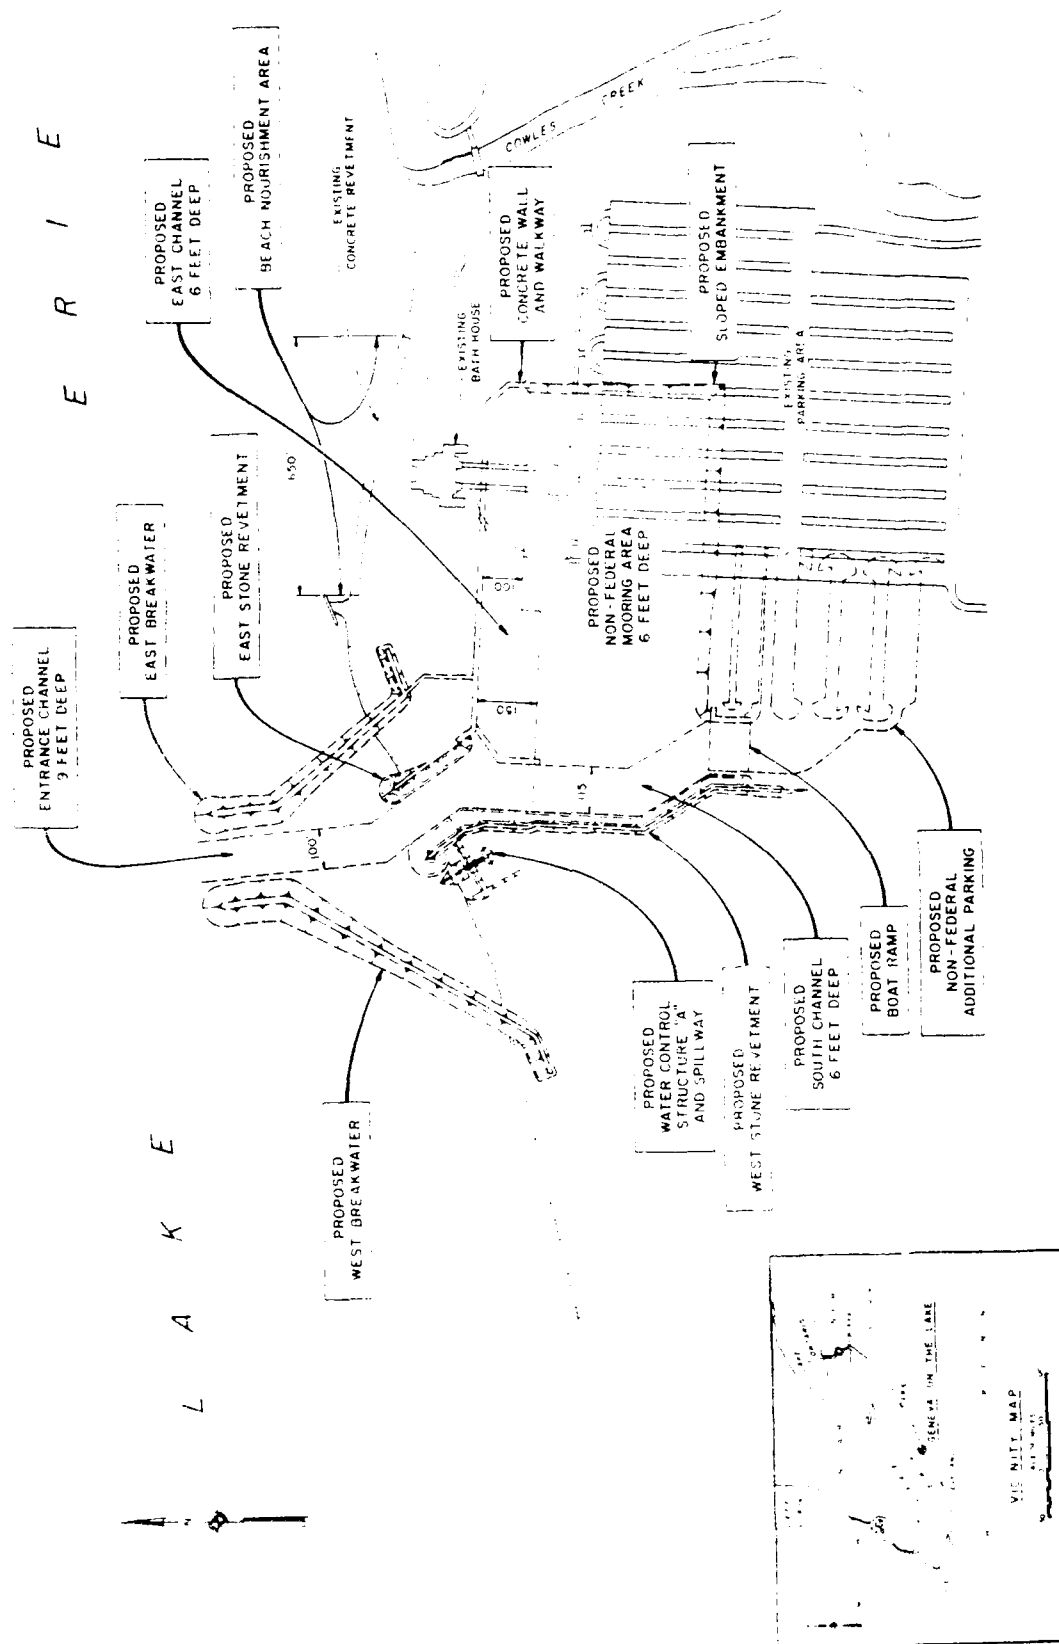 LAKE ERIE
PROPOSED
ENTRANCE CHANNEL
9 FEET DEEP
PROPOSED
EAST BREAKWATER
PROPOSED
EAST STONE REVETMENT
PROPOSED
EAST CHANNEL
6 FEET DEEP
PROPOSED
BEACH NOURISHMENT AREA
EXISTING
CONCRETE REVETMENT
COWLES CREEK
EXISTING
BATH HOUSE
PROPOSED
CONCRETE WALL
AND WALKWAY
PROPOSED
SLOPED EMBANKMENT
EXISTING
PARKING AREA
PROPOSED
NON-FEDERAL
MOORING AREA
6 FEET DEEP
650'
100'
100
150
115
PROPOSED
WEST BREAKWATER
PROPOSED
WATER CONTROL
STRUCTURE "A"
AND SPILLWAY
PROPOSED
WEST STONE REVETMENT
PROPOSED
SOUTH CHANNEL
6 FEET DEEP
PROPOSED
BOAT RAMP
PROPOSED
NON-FEDERAL
ADDITIONAL PARKING
N
GENEVA ON THE LAKE
VICINITY MAP